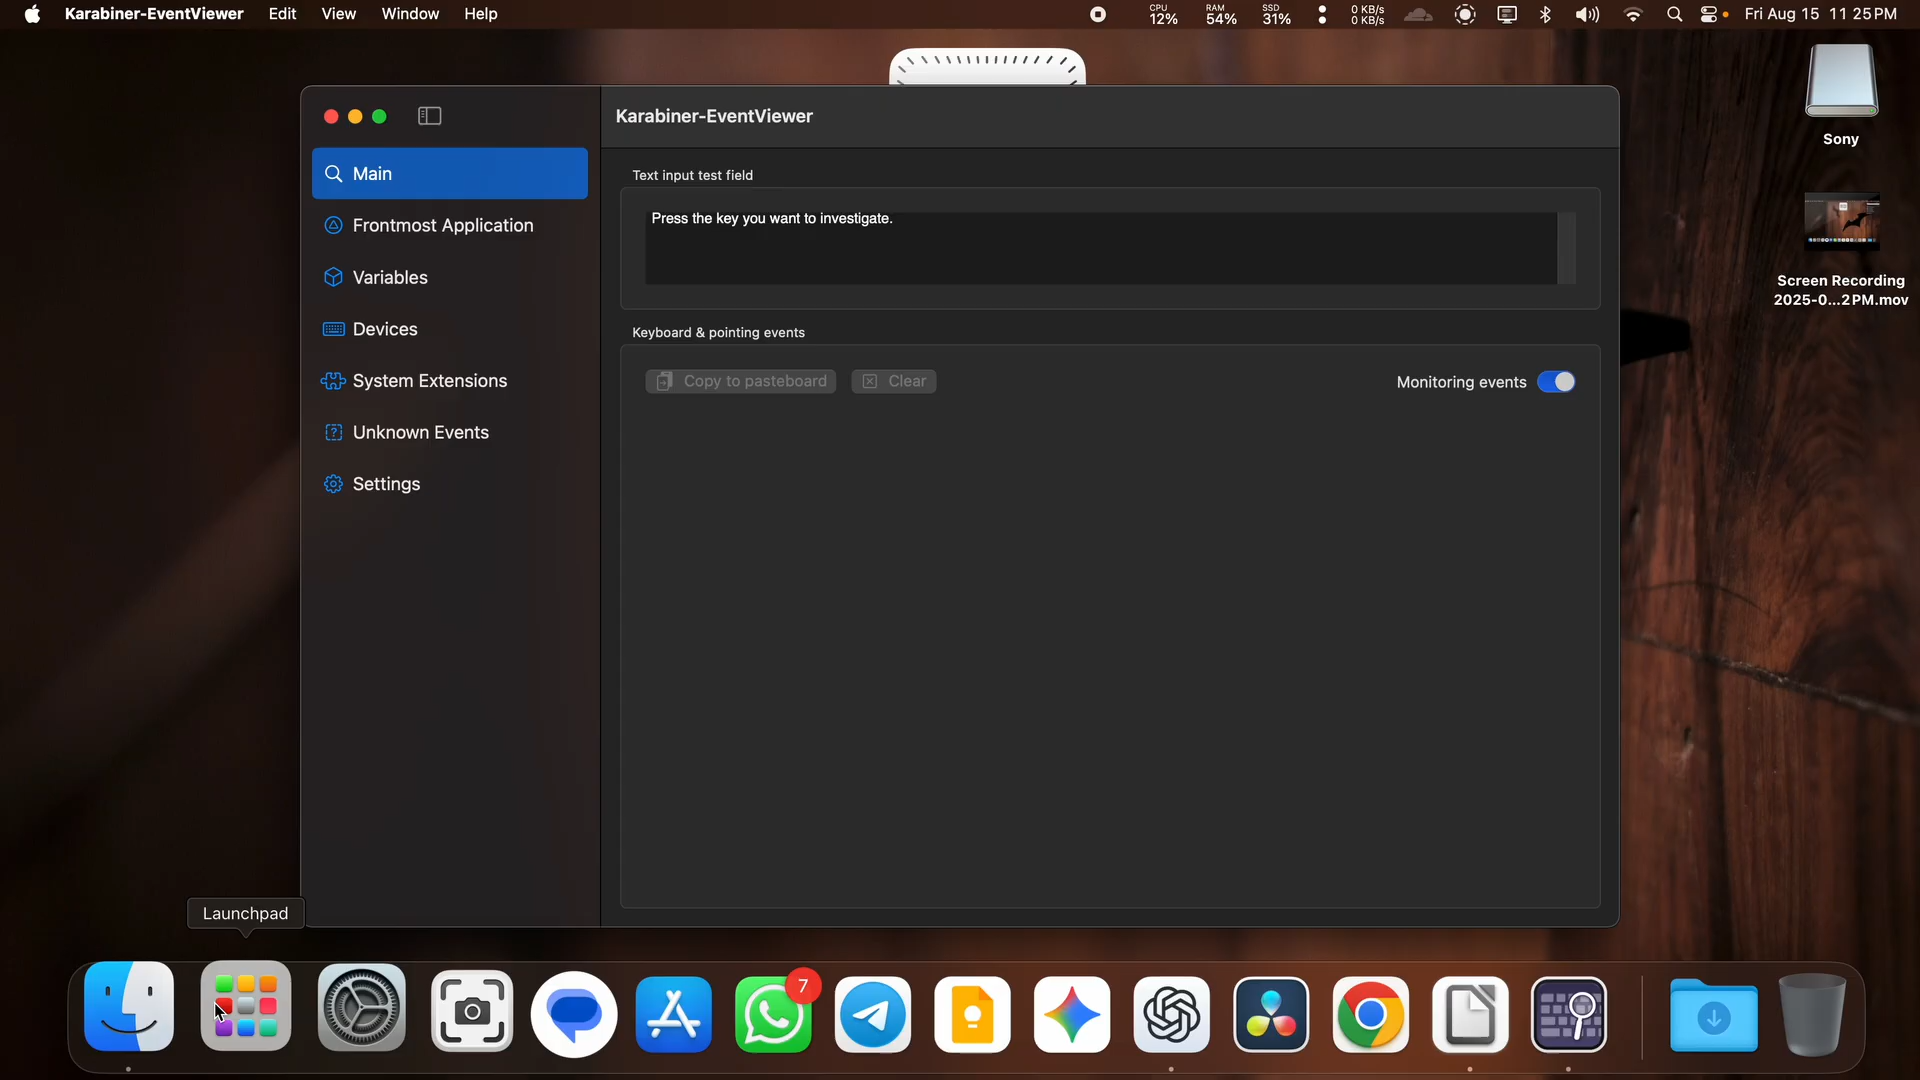 Karabiner-EventViewer Edit View Window Help CPU 12% RAM 54% SSD 31% 0 KB/s 0 KB/s Fri Aug 15 11 25 PM
Karabiner-EventViewer
Main
Frontmost Application
Variables
Devices
System Extensions
Unknown Events
Settings
Text input test field
Press the key you want to investigate.
Keyboard & pointing events
Copy to pasteboard Clear Monitoring events
Sony
Screen Recording
2025-0...2PM.mov
Launchpad
7